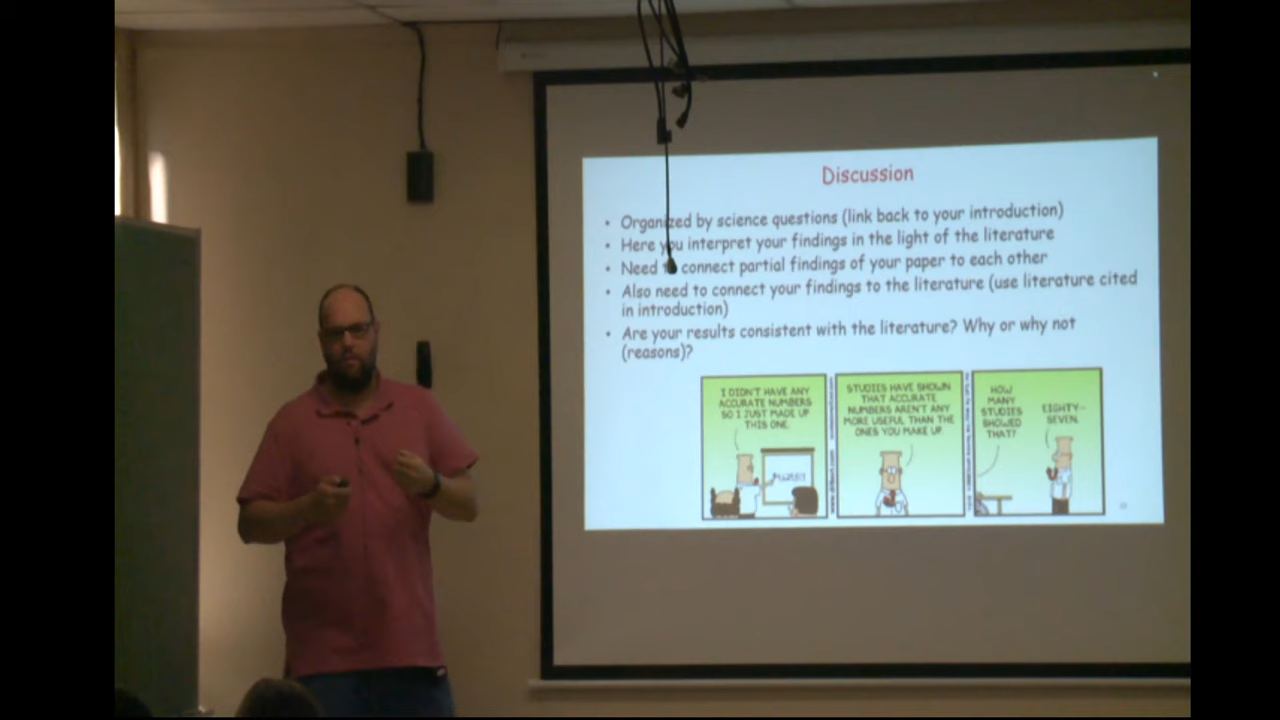 Discussion
• Organized by science questions (link back to your introduction)
• Here you interpret your findings in the light of the literature
• Need to connect partial findings of your paper to each other
• Also need to connect your findings to the literature (use literature cited
in introduction)
• Are your results consistent with the literature? Why or why not
(reasons)?
I DIDN'T HAVE ANY
ACCURATE NUMBERS
SO I JUST MADE UP
THIS ONE.
STUDIES HAVE SHOWN
THAT ACCURATE
NUMBERS AREN'T ANY
MORE USEFUL THAN THE
ONES YOU MAKE UP.
HOW
MANY
STUDIES
SHOWED
THAT?
EIGHTY-
SEVEN.